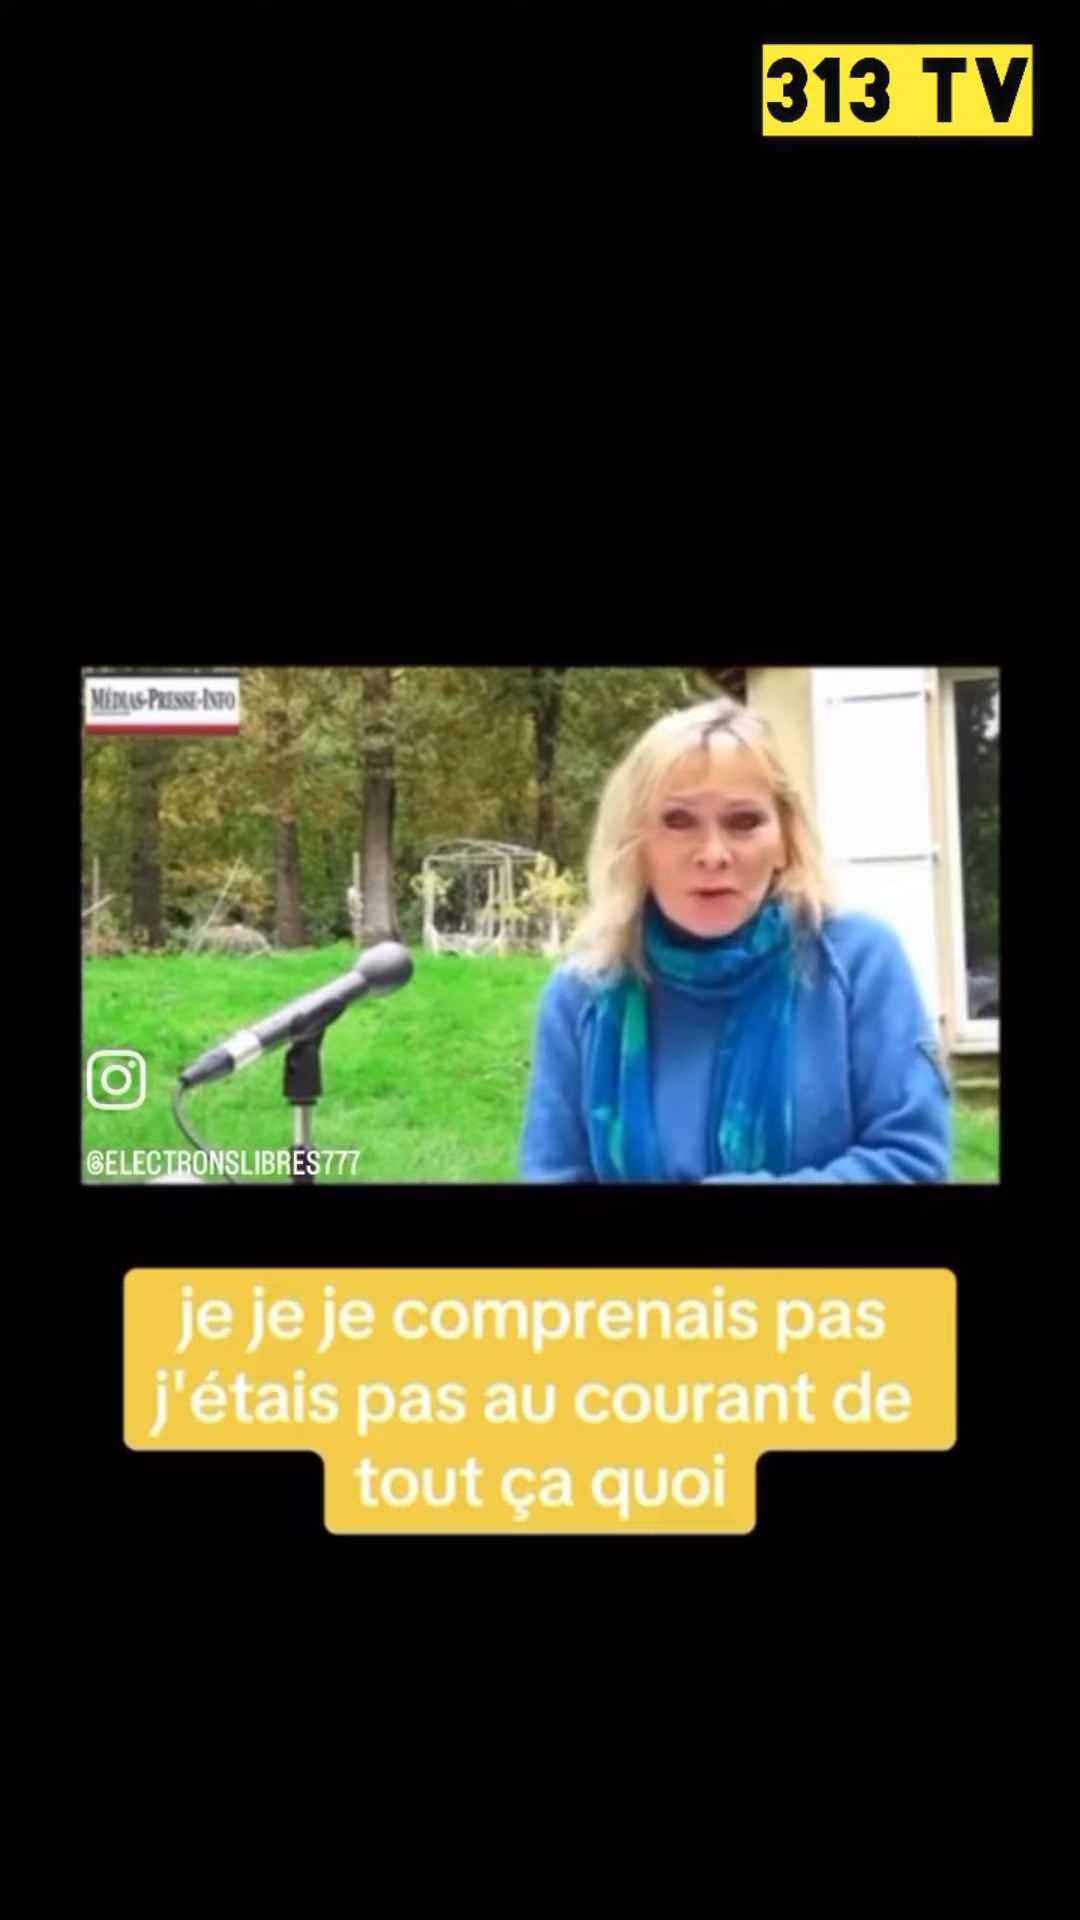 313 TV
MÉDIAS-PRESSE-INFO
@ELECTRONSLIBRES777
je je je comprenais pas
j'étais pas au courant de
tout ça quoi